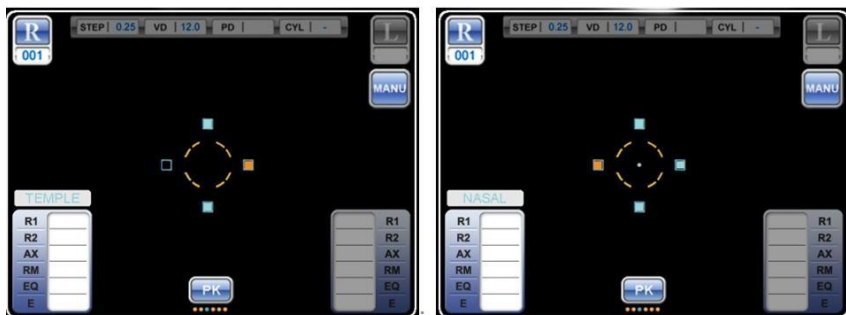 R STEP 0.25 VD 12.0 PD CYL - L
001
MANU
TEMPLE
R1 R1
R2 R2
AX AX
RM RM
EQ EQ
E E
PK
R STEP 0.25 VD 12.0 PD CYL - L
001
MANU
NASAL
R1 R1
R2 R2
AX AX
RM RM
EQ EQ
E E
PK